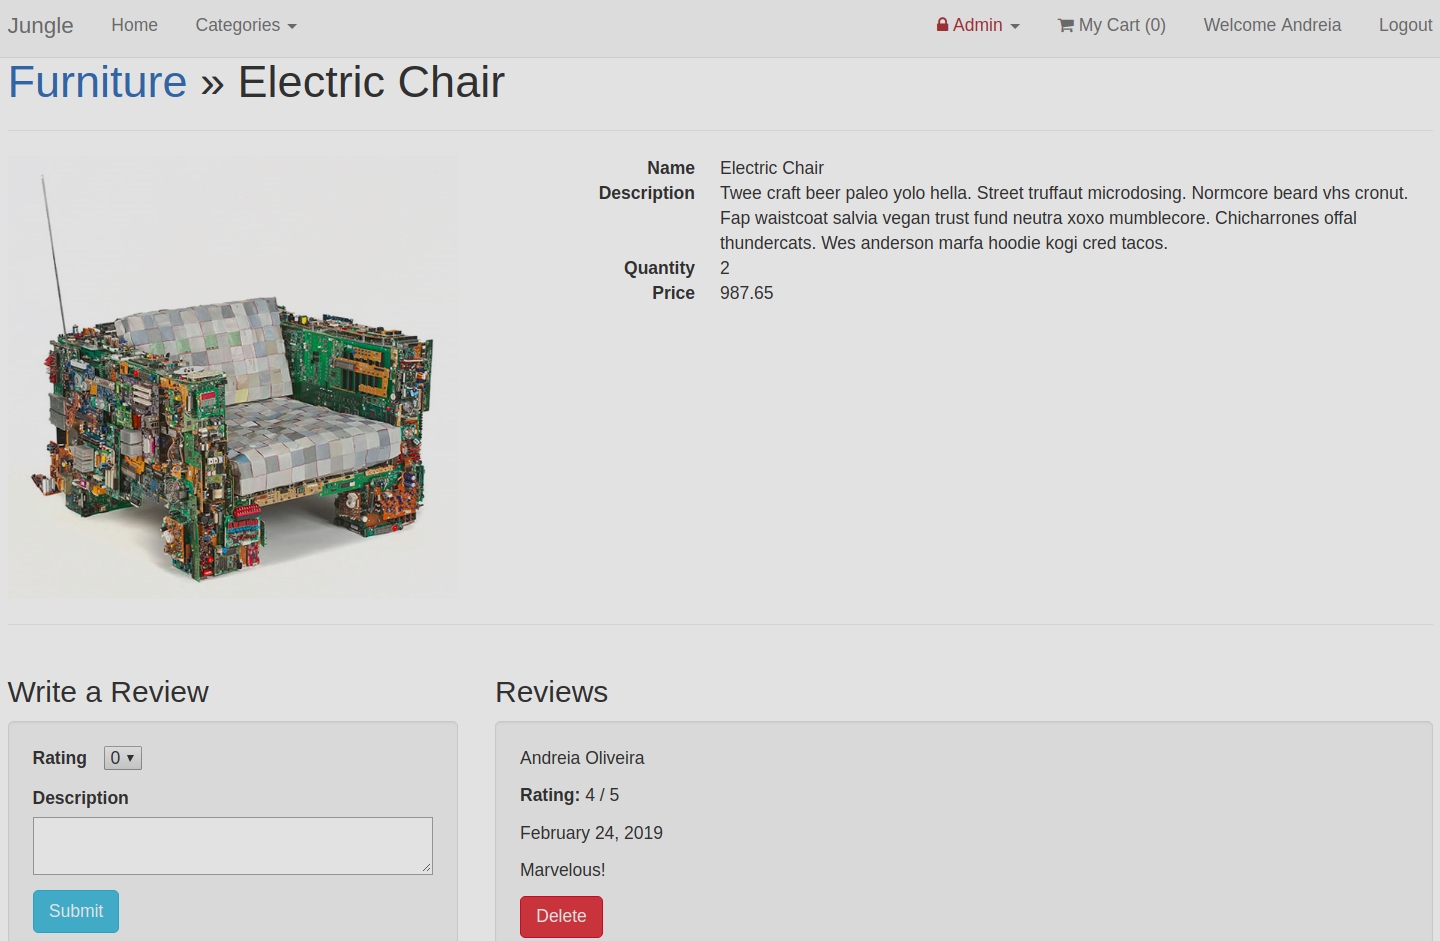 Jungle Home Categories Admin My Cart (0) Welcome Andreia Logout
Furniture » Electric Chair
Name Electric Chair
Description Twee craft beer paleo yolo hella. Street truffaut microdosing. Normcore beard vhs cronut.
Fap waistcoat salvia vegan trust fund neutra xoxo mumblecore. Chicharrones offal
thundercats. Wes anderson marfa hoodie kogi cred tacos.
Quantity 2
Price 987.65
Write a Review
Rating 0
Description
Submit
Reviews
Andreia Oliveira
Rating: 4 / 5
February 24, 2019
Marvelous!
Delete